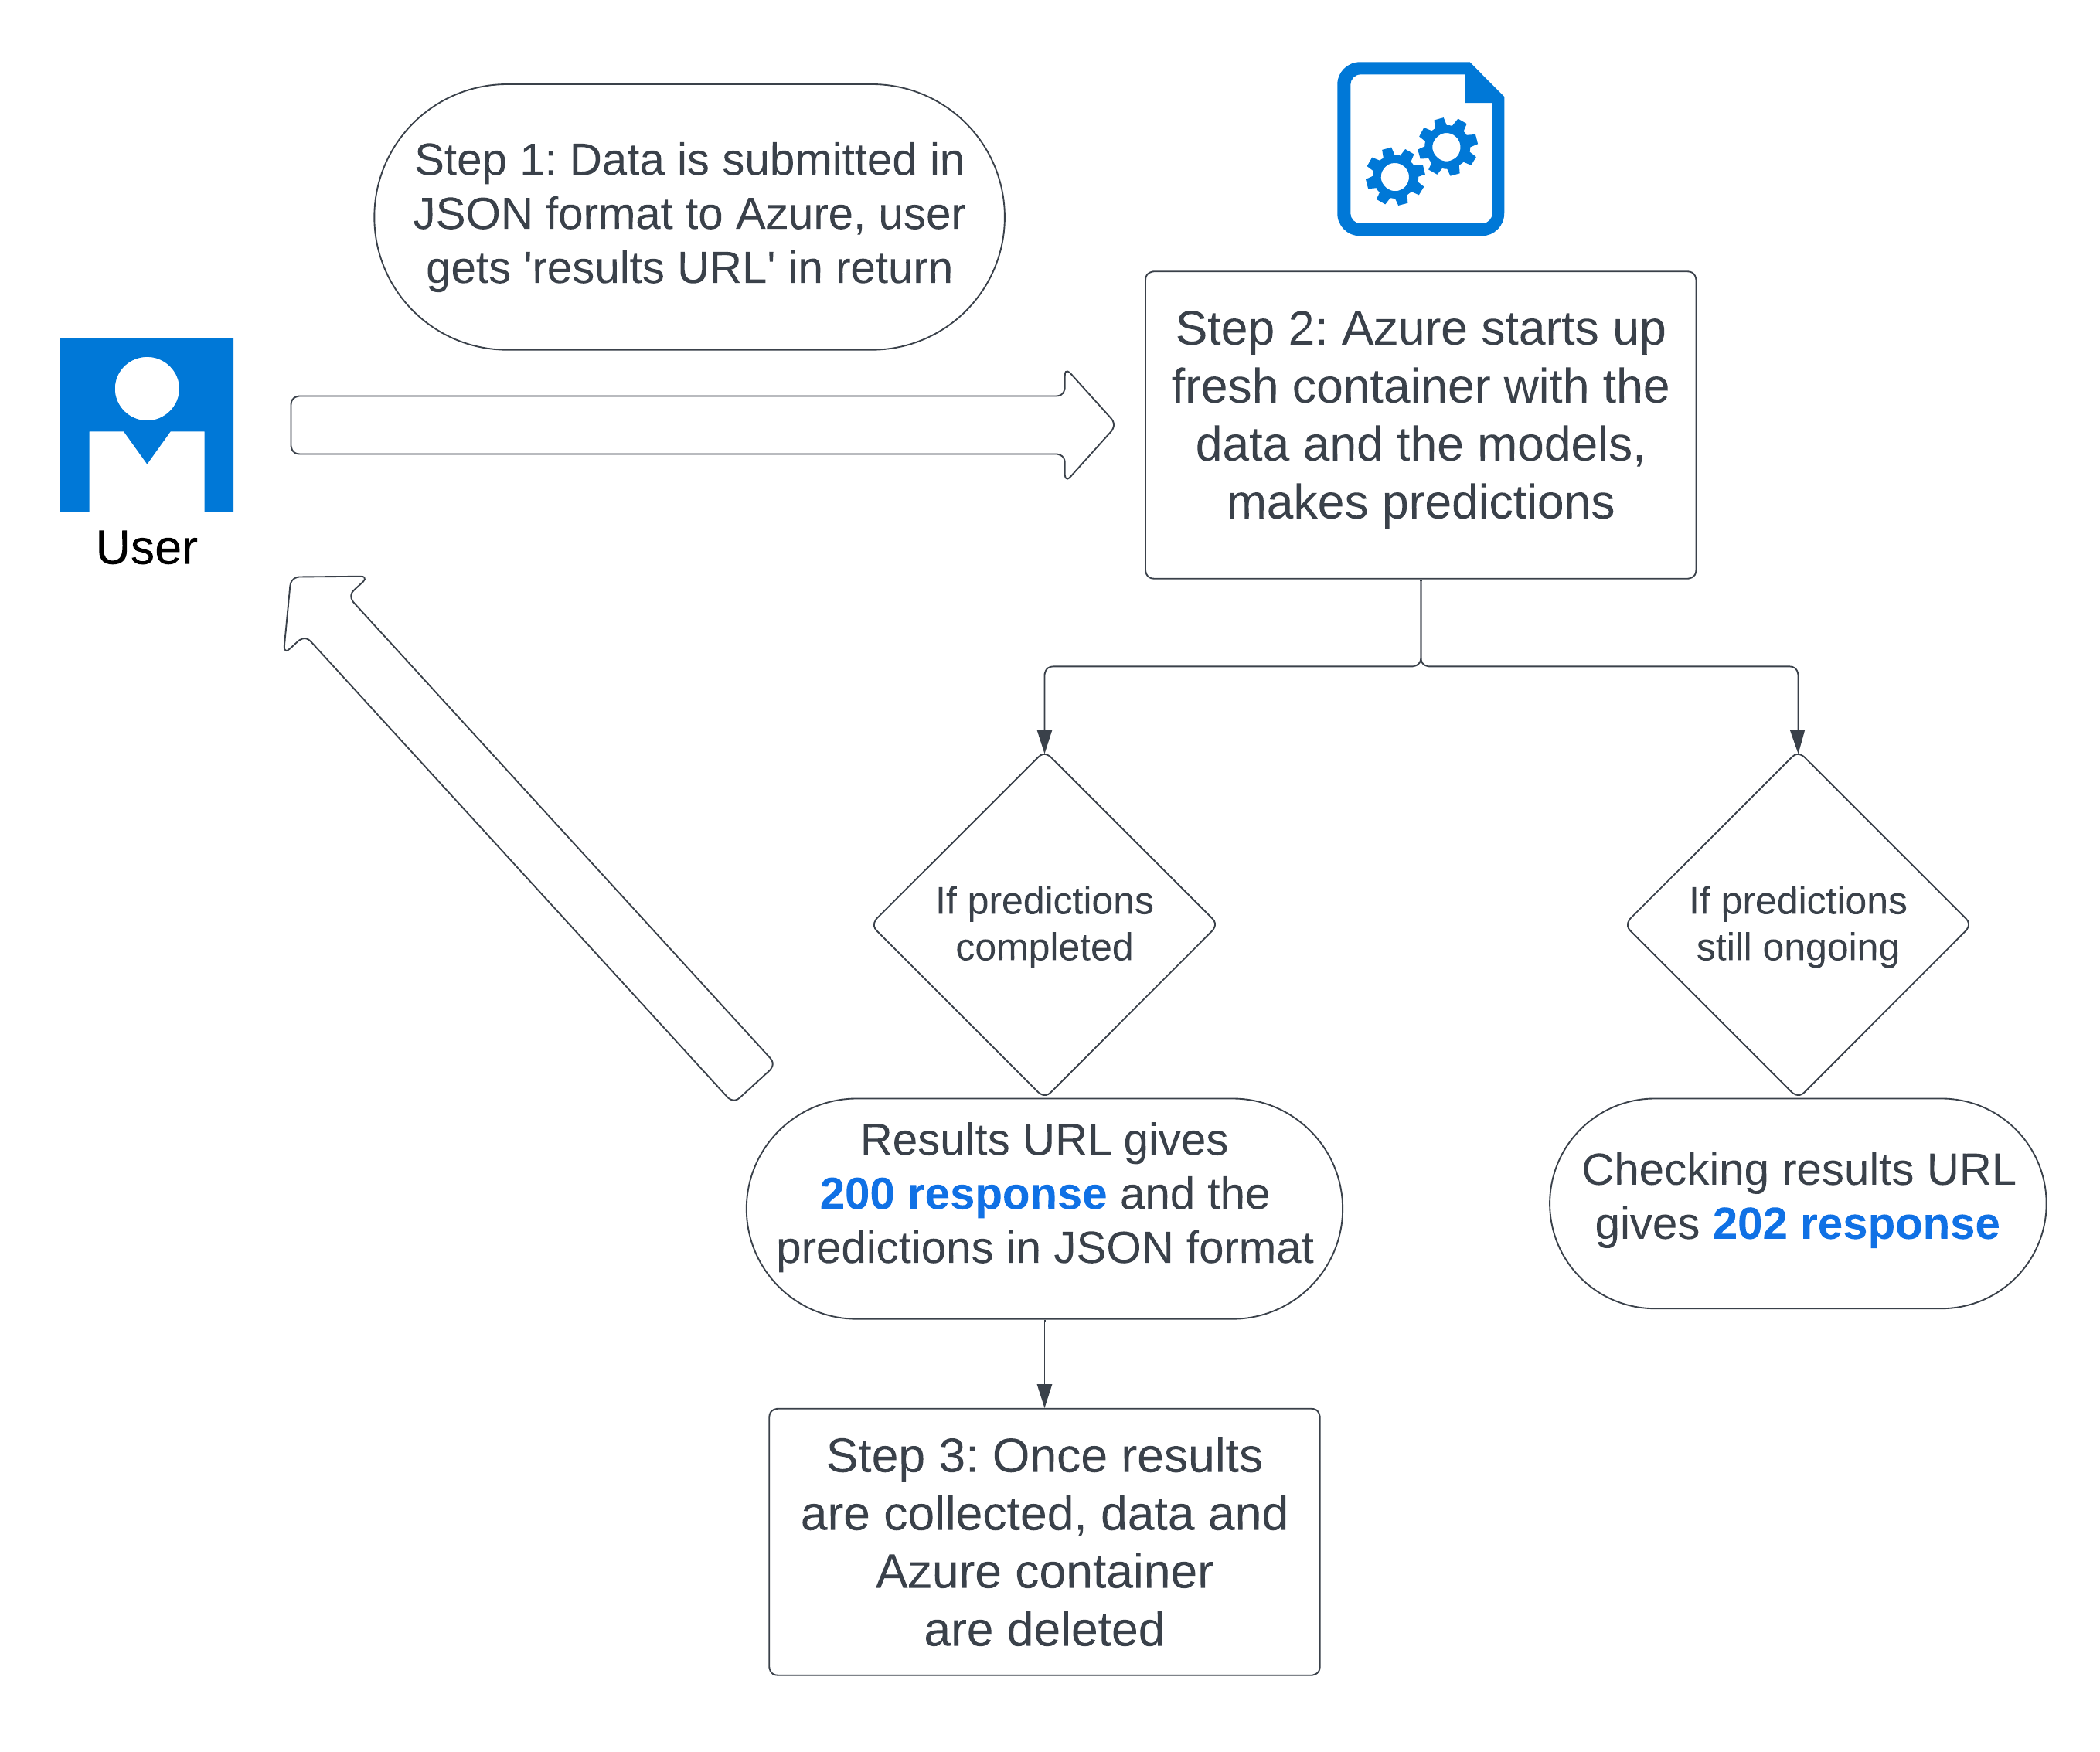 Step 1: Data is submitted in
JSON format to Azure, user
gets 'results URL' in return
User
Step 2: Azure starts up
fresh container with the
data and the models,
makes predictions
If predictions
completed
If predictions
still ongoing
Results URL gives
200 response and the
predictions in JSON format
Checking results URL
gives 202 response
Step 3: Once results
are collected, data and
Azure container
are deleted